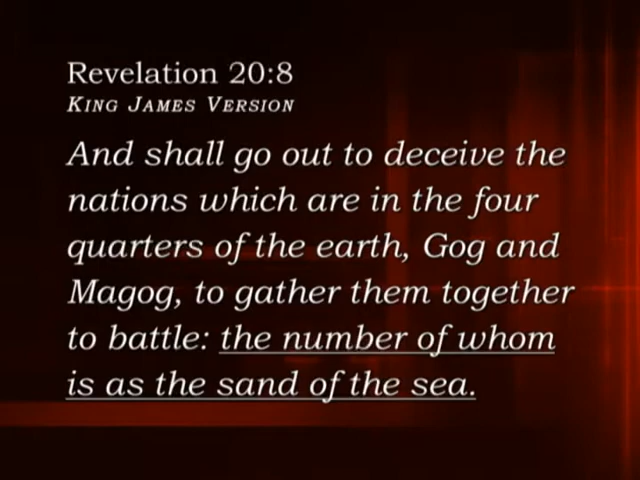 Revelation 20:8
King James Version
And shall go out to deceive the
nations which are in the four
quarters of the earth, Gog and
Magog, to gather them together
to battle: the number of whom
is as the sand of the sea.